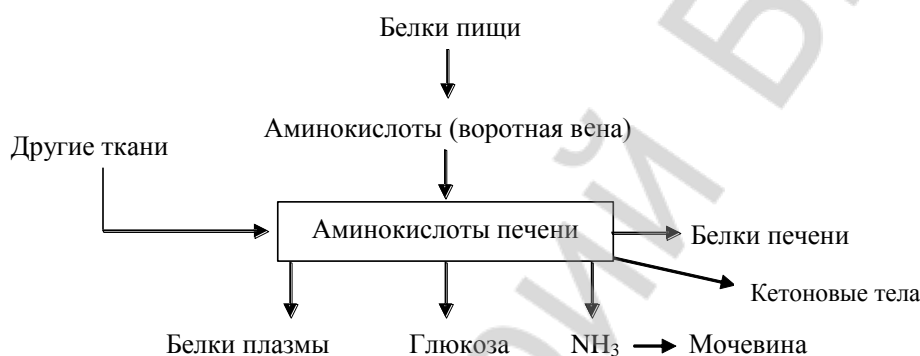 Белки пищи
Аминокислоты (воротная вена)
Другие ткани
Аминокислоты печени
Белки печени
Кетоновые тела
Белки плазмы Глюкоза NH₃ Мочевина